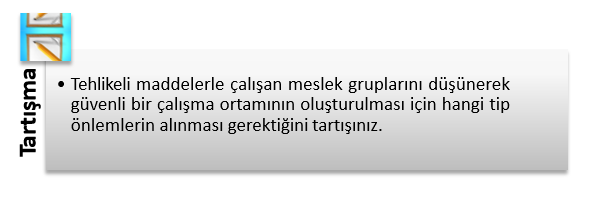 Tartışma
• Tehlikeli maddelerle çalışan meslek gruplarını düşünerek
güvenli bir çalışma ortamının oluşturulması için hangi tip
önlemlerin alınması gerektiğini tartışınız.